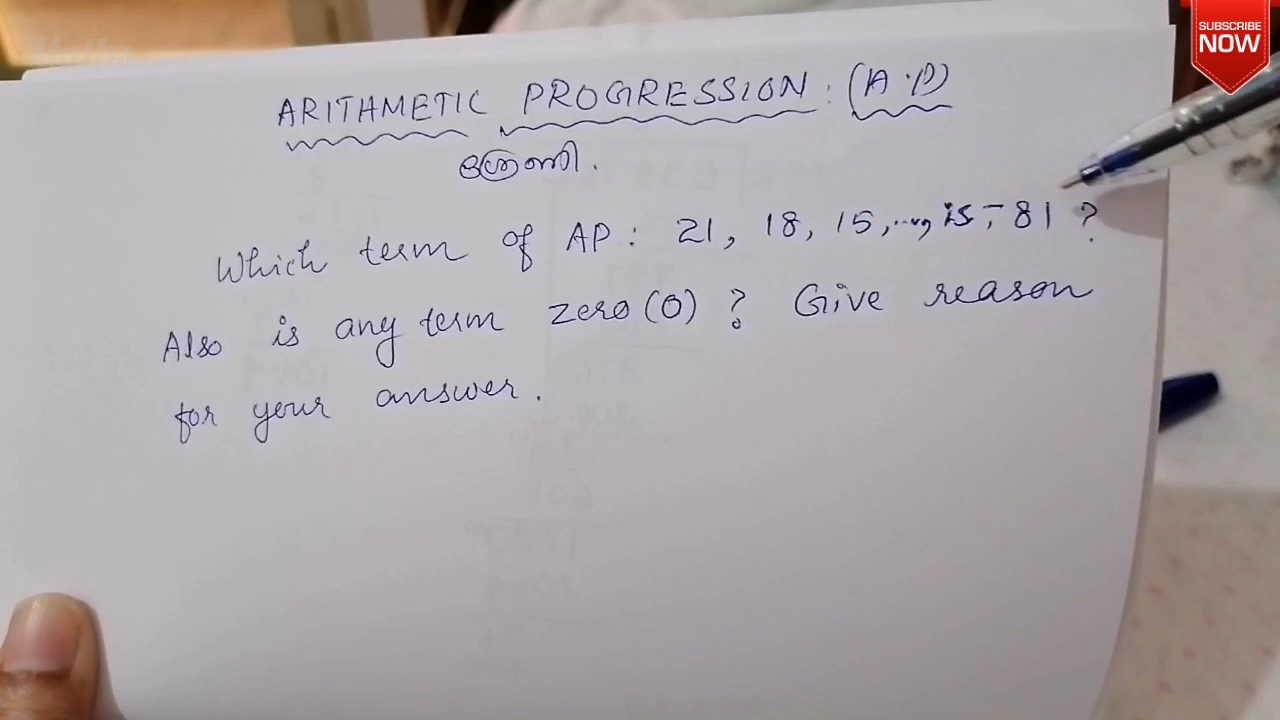 SUBSCRIBE
NOW
ARITHMETIC PROGRESSION : (A.P)
ശ്രേണി.
Which term of AP : 21, 18, 15, ..., is, -81 ?
Also is any term zero (0) ? Give reason
for your answer.